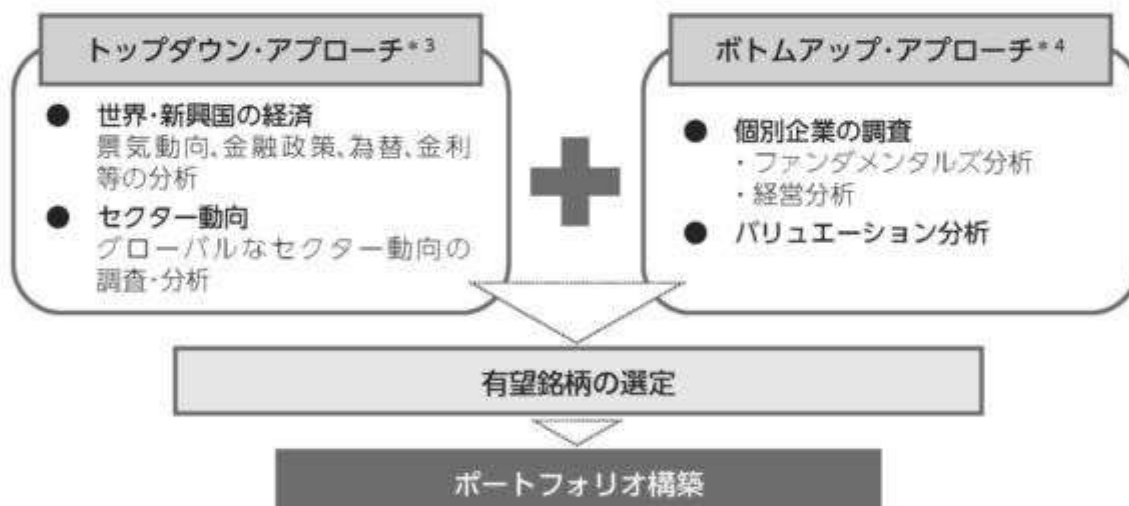 トップダウン･アプローチ*3
● 世界･新興国の経済
景気動向､金融政策､為替､金利
等の分析
● セクター動向
グローバルなセクター動向の
調査･分析
ボトムアップ･アプローチ*4
● 個別企業の調査
･ファンダメンタルズ分析
･経営分析
● バリュエーション分析
有望銘柄の選定
ポートフォリオ構築